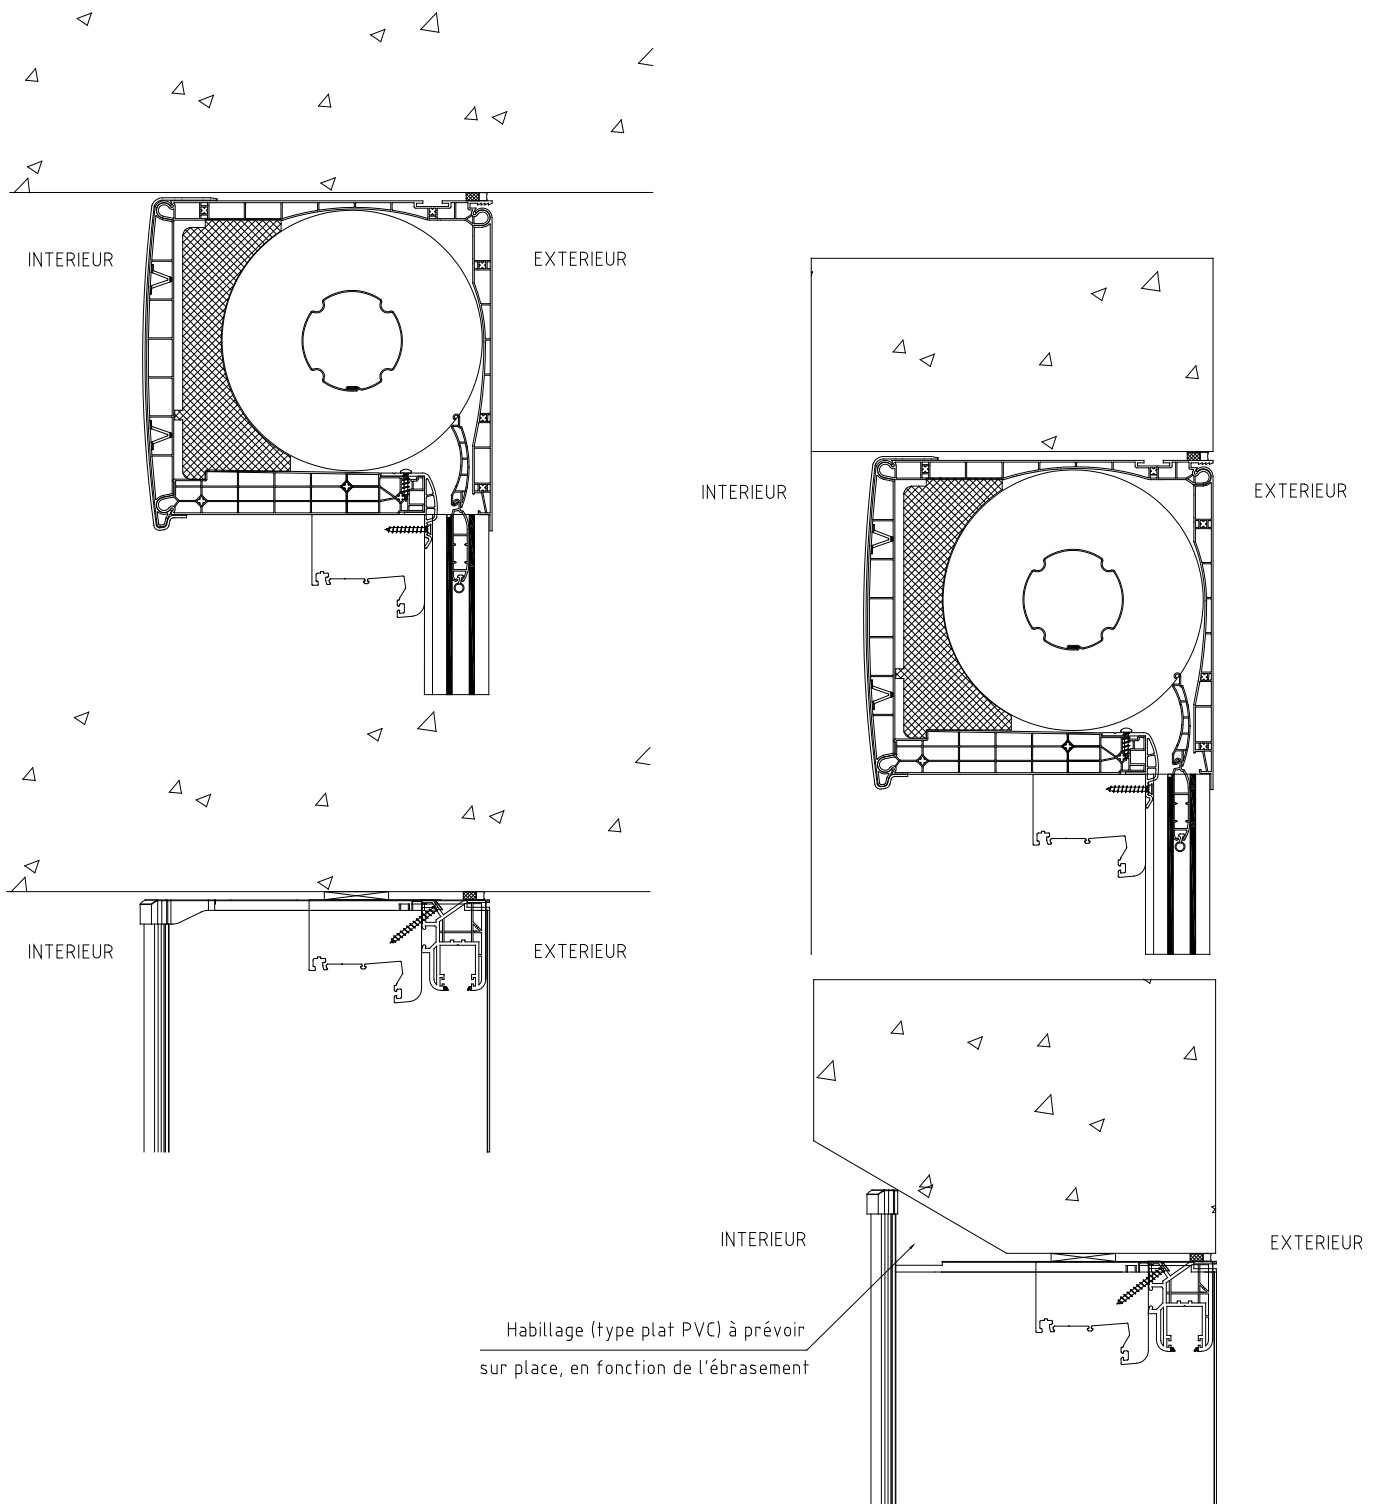 INTERIEUR
EXTERIEUR
INTERIEUR
EXTERIEUR
INTERIEUR
EXTERIEUR
INTERIEUR
EXTERIEUR
Habillage (type plat PVC) à prévoir
sur place, en fonction de l'ébrasement